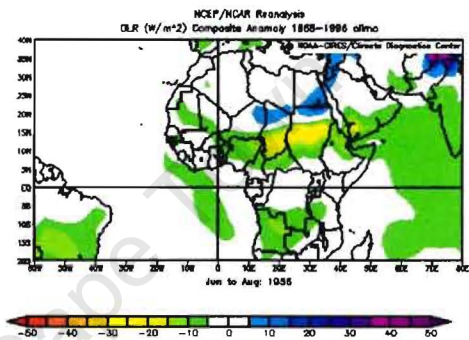 NCEP/NCAR Reanalysis
OLR (W/m^2) Composite Anomaly 1968-1996 climo
NOAA-CIRES/Climate Diagnostics Center
40N
30N
20N
15N
10N
5N
EQ
5S
10S
15S
20S
60W 50W 40W 30W 20W 10W 0 10E 20E 30E 40E 50E 60E 70E 80E
Jun to Aug: 1956
-50 -40 -30 -20 -10 0 10 20 30 40 50
Cape Town